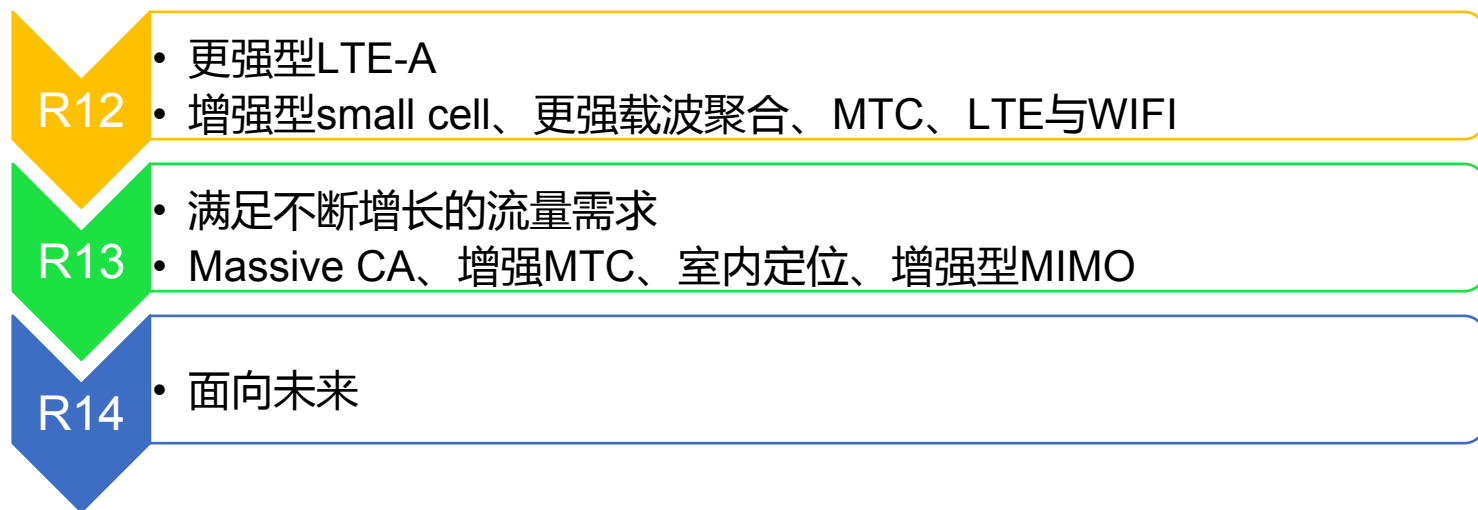 R12
• 更强型LTE-A
• 增强型small cell、更强载波聚合、MTC、LTE与WIFI
R13
• 满足不断增长的流量需求
• Massive CA、增强MTC、室内定位、增强型MIMO
R14
• 面向未来